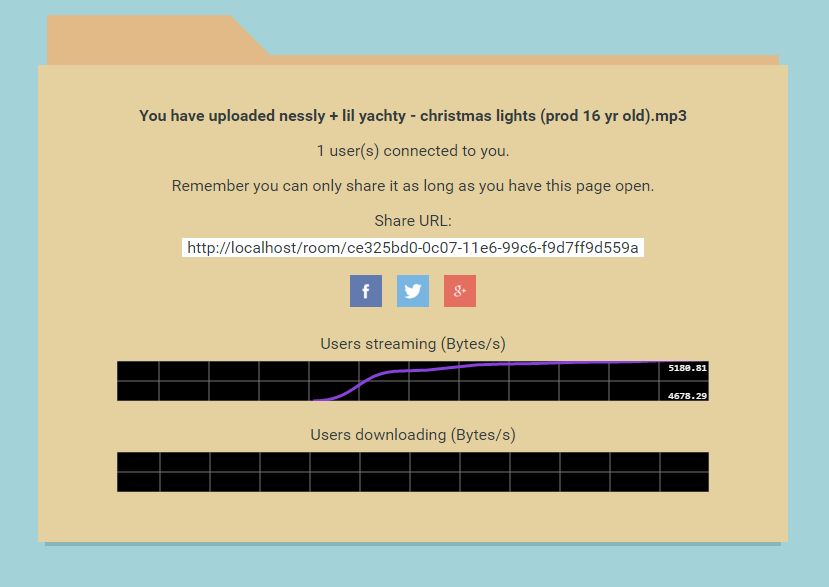 You have uploaded nessly + lil yachty - christmas lights (prod 16 yr old).mp3
1 user(s) connected to you.
Remember you can only share it as long as you have this page open.
Share URL:
http://localhost/room/ce325bd0-0c07-11e6-99c6-f9d7ff9d559a
f
g+
Users streaming (Bytes/s)
5180.81
4678.29
Users downloading (Bytes/s)